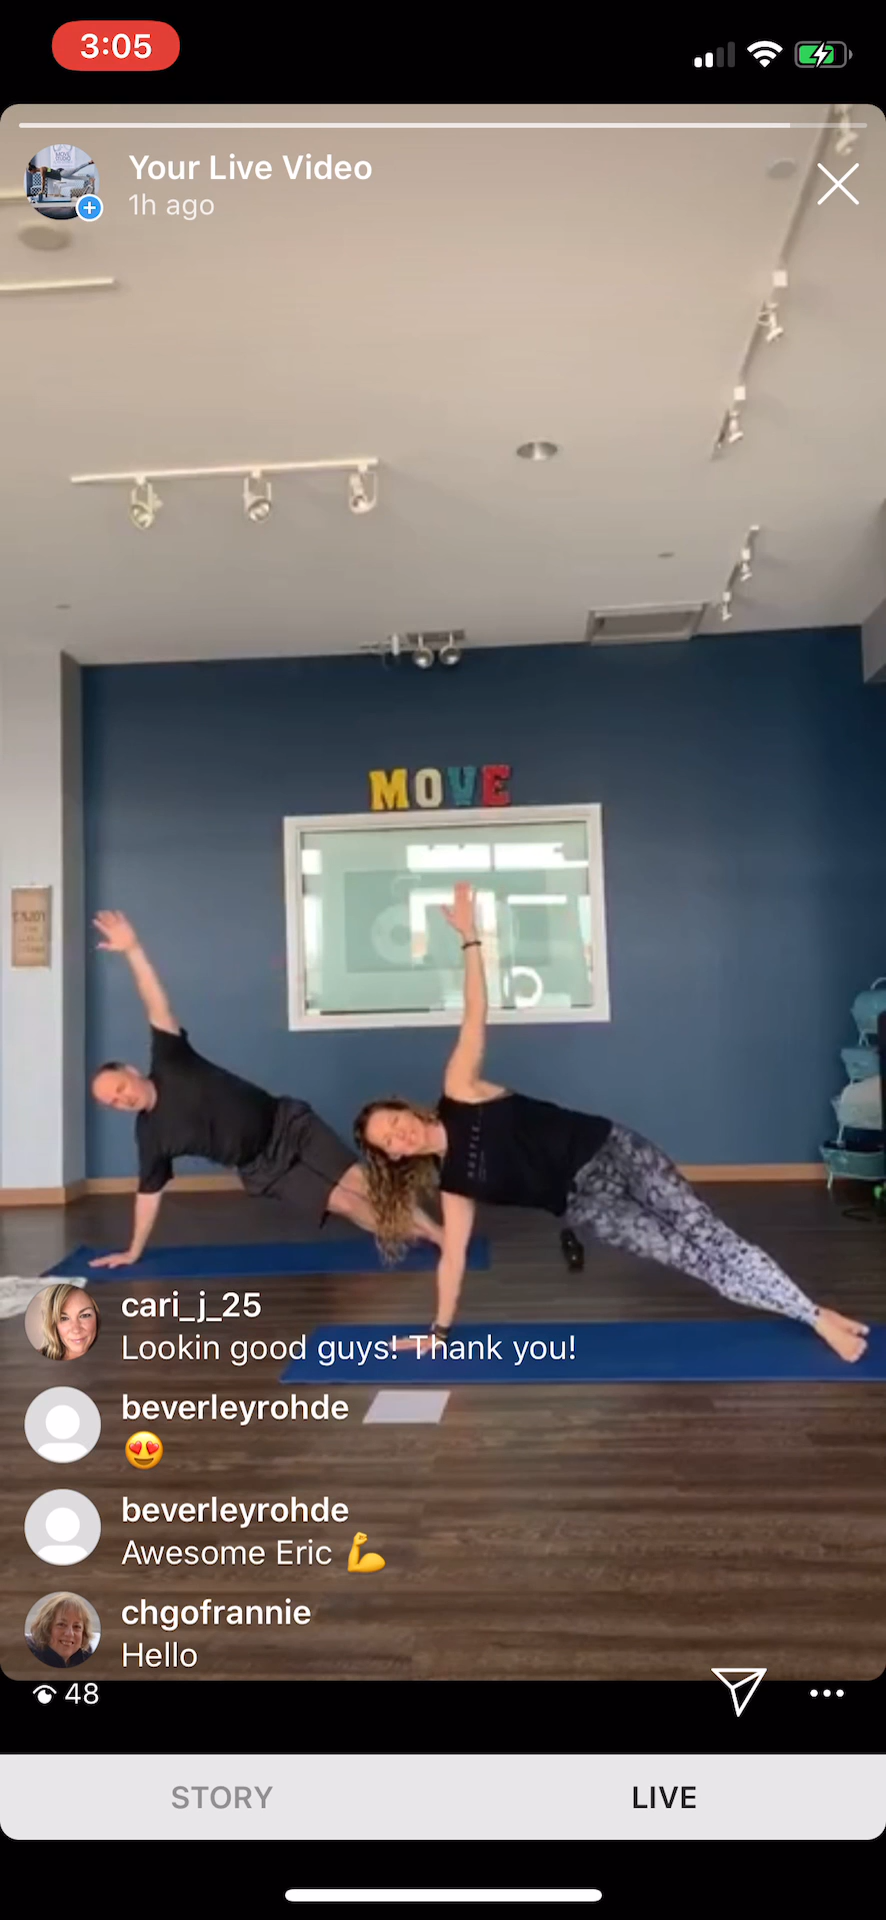 3:05
Your Live Video
1h ago
MOVE
ENJOY
cari_j_25
Lookin good guys! Thank you!
beverleyrohde
😍
beverleyrohde
Awesome Eric 💪
chgofrannie
Hello
48
STORY
LIVE